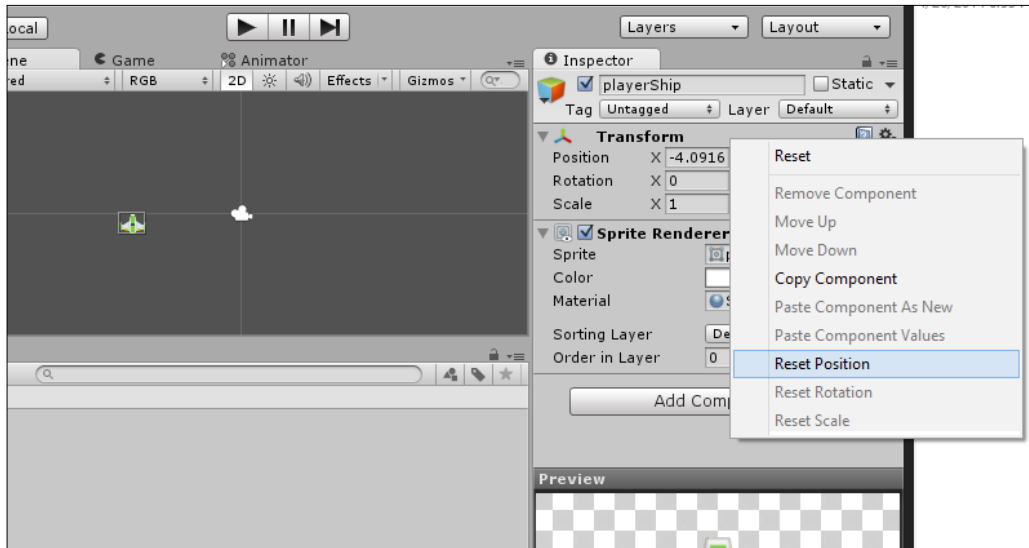 ocal
Layers
Layout
ne
Game
Animator
Inspector
ed
RGB
2D
Effects
Gizmos
playerShip
Static
Tag Untagged Layer Default
Transform
Position X -4.0916
Rotation X 0
Scale X 1
Sprite Renderer
Sprite
Color
Material
Sorting Layer De
Order in Layer 0
Add Comp
Reset
Remove Component
Move Up
Move Down
Copy Component
Paste Component As New
Paste Component Values
Reset Position
Reset Rotation
Reset Scale
Preview